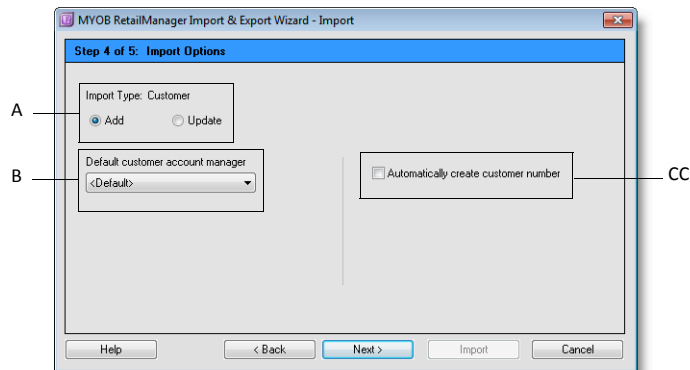 MYOB RetailManager Import & Export Wizard - Import
Step 4 of 5: Import Options
A
Import Type: Customer
Add
Update
B
Default customer account manager
<Default>
Automatically create customer number
CC
Help
< Back
Next >
Import
Cancel